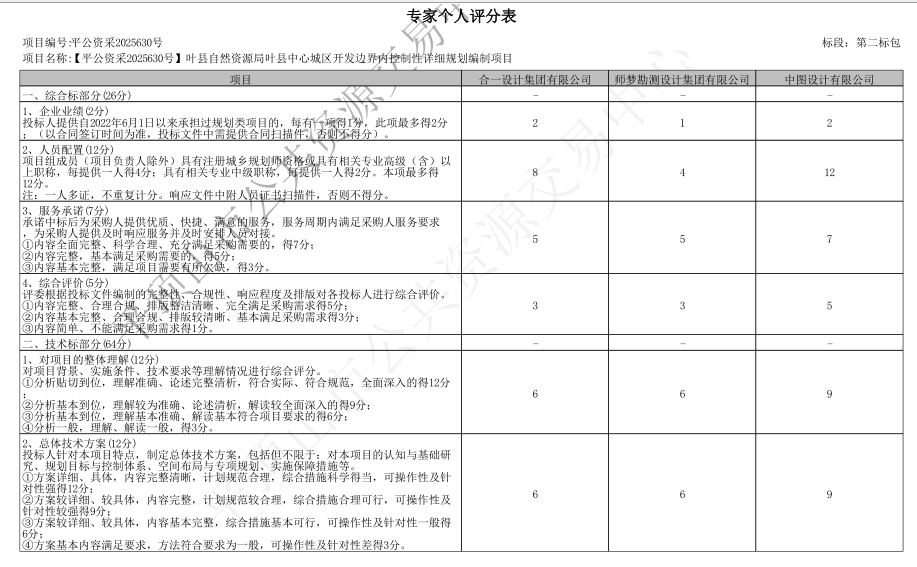 专家个人评分表
项目编号:平公资采2025630号
标段：第二标包
项目名称:【平公资采2025630号】叶县自然资源局叶县中心城区开发边界内控制性详细规划编制项目
项目 合一设计集团有限公司 师梦勘测设计集团有限公司 中图设计有限公司
一、综合标部分(26分) - - -
1、企业业绩(2分)
投标人提供自2022年6月1日以来承担过规划类项目的，每有一项得1分，此项最多得2分
；（以合同签订时间为准，投标文件中需提供合同扫描件，否则不得分）。
2 1 2
2、人员配置(12分)
项目组成员（项目负责人除外）具有注册城乡规划师资格或具有相关专业高级（含）以
上职称，每提供一人得4分；具有相关专业中级职称，每提供一人得2分。本项最多得
12分。
注：一人多证，不重复计分。响应文件中附人员证书扫描件，否则不得分。
8 4 12
3、服务承诺(7分)
承诺中标后为采购人提供优质、快捷、满意的服务，服务周期内满足采购人服务要求
，为采购人提供及时响应服务并及时安排人员对接。
①内容全面完整、科学合理、充分满足采购需要的，得7分；
②内容完整，基本满足采购需要的，得5分；
③内容基本完整，满足项目需要有所欠缺，得3分。
5 5 7
4、综合评价(5分)
评委根据投标文件编制的完整性、合规性、响应程度及排版对各投标人进行综合评价。
①内容完整、合理合规、排版整洁清晰、完全满足采购需求得5分；
②内容基本完整、合理合规、排版较清晰、基本满足采购需求得3分；
③内容简单、不能满足采购需求得1分。
3 3 5
二、技术标部分(64分) - - -
1、对项目的整体理解(12分)
对项目背景、实施条件、技术要求等理解情况进行综合评分。
①分析贴切到位，理解准确、论述完整清析，符合实际、符合规范，全面深入的得12分
；
②分析基本到位，理解较为准确、论述清析，解读较全面深入的得9分；
③分析基本到位，理解基本准确、解读基本符合项目要求的得6分；
④分析一般，理解、解读一般，得3分。
6 6 9
2、总体技术方案(12分)
投标人针对本项目特点，制定总体技术方案，包括但不限于：对本项目的认知与基础研
究、规划目标与控制体系、空间布局与专项规划、实施保障措施等。
①方案详细、具体，内容完整清晰，计划规范合理，综合措施科学得当，可操作性及针
对性强得12分；
②方案较详细、较具体，内容完整，计划规范较合理，综合措施合理可行，可操作性及
针对性较强得9分；
③方案较详细、较具体，内容基本完整，综合措施基本可行，可操作性及针对性一般得
6分；
④方案基本内容满足要求，方法符合要求为一般，可操作性及针对性差得3分。
6 6 9
平顶山市公共资源交易中心
平顶山市公共资源交易中心